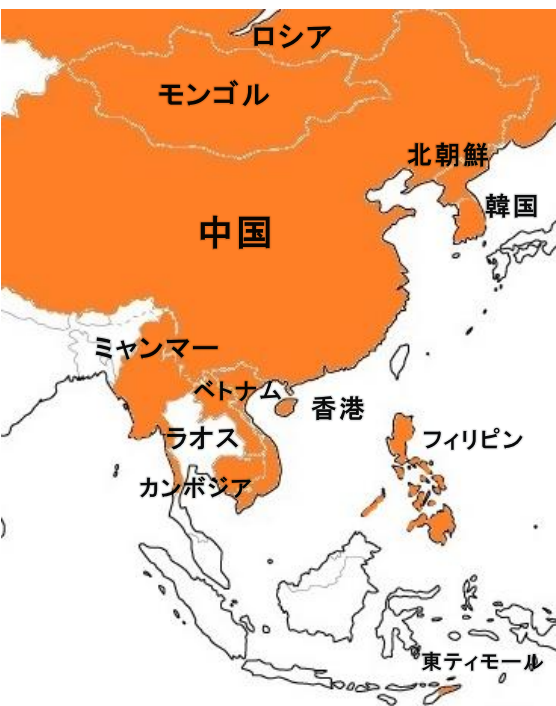 ロシア
モンゴル
北朝鮮
韓国
中国
ミャンマー
ベトナム
香港
ラオス
フィリピン
カンボジア
東ティモール